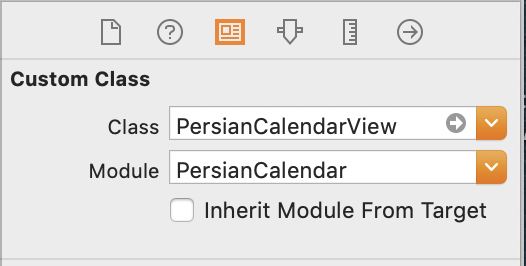 Custom Class
Class PersianCalendarView
Module PersianCalendar
Inherit Module From Target